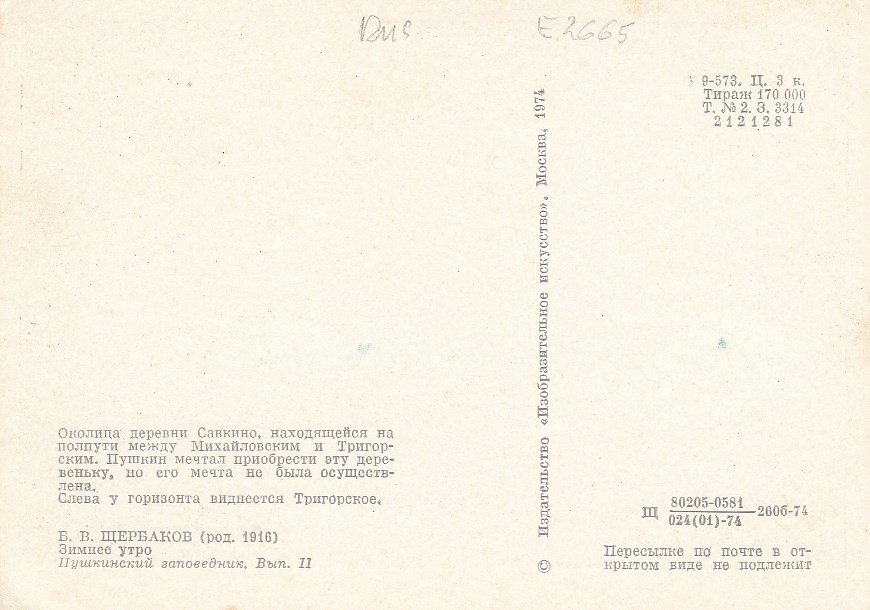 Rus E.2665
9-573. Ц. 3 к.
Тираж 170 000
Т. № 2. З. 3314
2121281
© Издательство «Изобразительное искусство». Москва, 1974
Околица деревни Савкино, находящейся на
полпути между Михайловским и Тригор-
ским. Пушкин мечтал приобрести эту дере-
веньку, но его мечта не была осуществ-
лена.
Слева у горизонта виднеется Тригорское.
Б. В. ЩЕРБАКОВ (род. 1916)
Зимнее утро
Пушкинский заповедник. Вып. II
Щ 80205-0581
024(01)-74 260б-74
Пересылке по почте в от-
крытом виде не подлежит